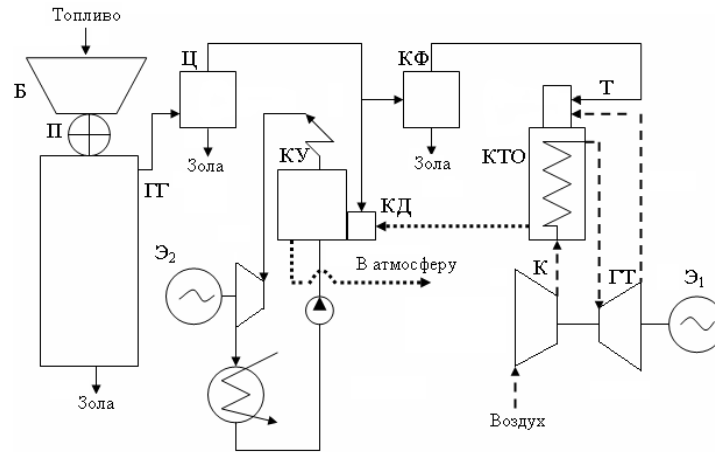 Топливо
Б
П
ГГ
Зола
Ц
Зола
КФ
Зола
Т
КТО
КУ
КД
В атмосферу
Э₂
К
ГТ
Э₁
Воздух